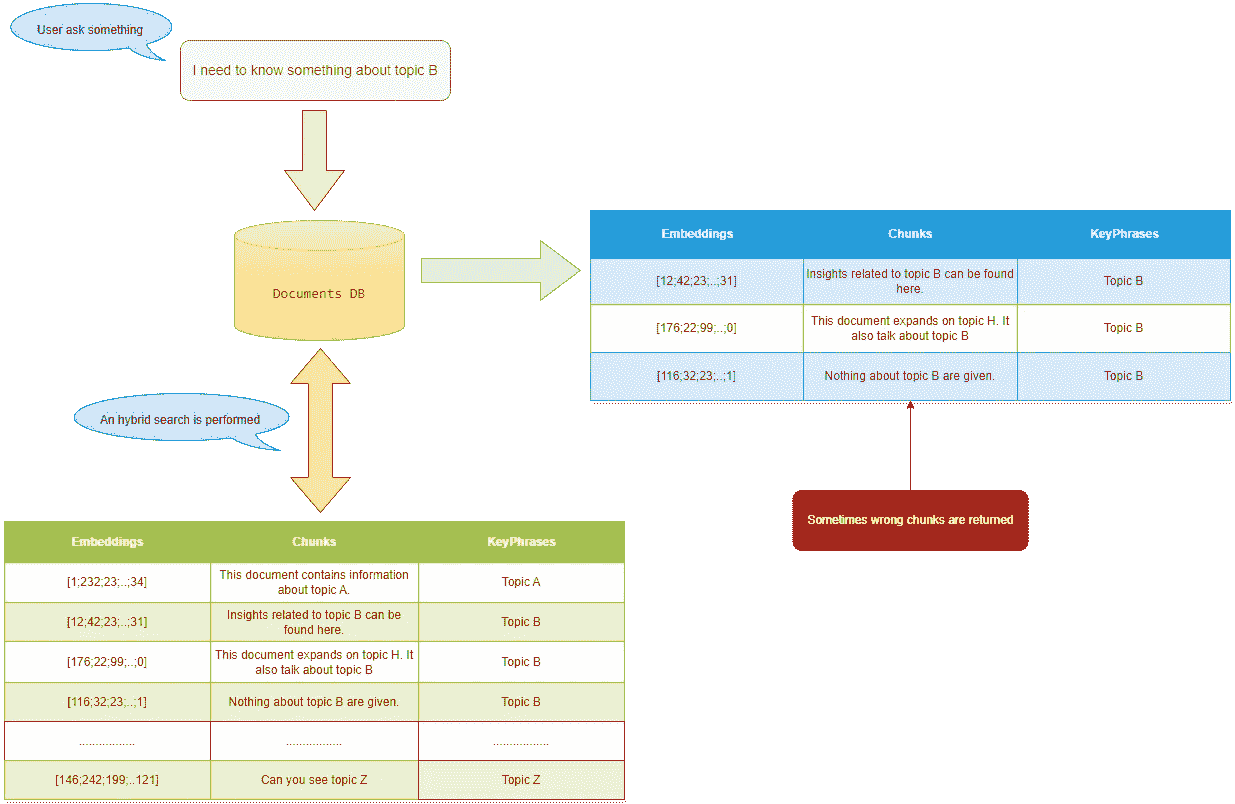 User ask something
I need to know something about topic B
Documents DB
Embeddings Chunks KeyPhrases
[12;42;23;..;31] Insights related to topic B can be found Topic B
here.
[176;22;99;..;0] This document expands on topic H. It Topic B
also talk about topic B
[116;32;23;..;1] Nothing about topic B are given. Topic B
An hybrid search is performed
Sometimes wrong chunks are returned
Embeddings Chunks KeyPhrases
[1;232;23;..;34] This document contains information Topic A
about topic A.
[12;42;23;..;31] Insights related to topic B can be Topic B
found here.
[176;22;99;..;0] This document expands on topic H. It Topic B
also talk about topic B
[116;32;23;..;1] Nothing about topic B are given. Topic B
................. ................. .................
[146;242;199;..121] Can you see topic Z Topic Z